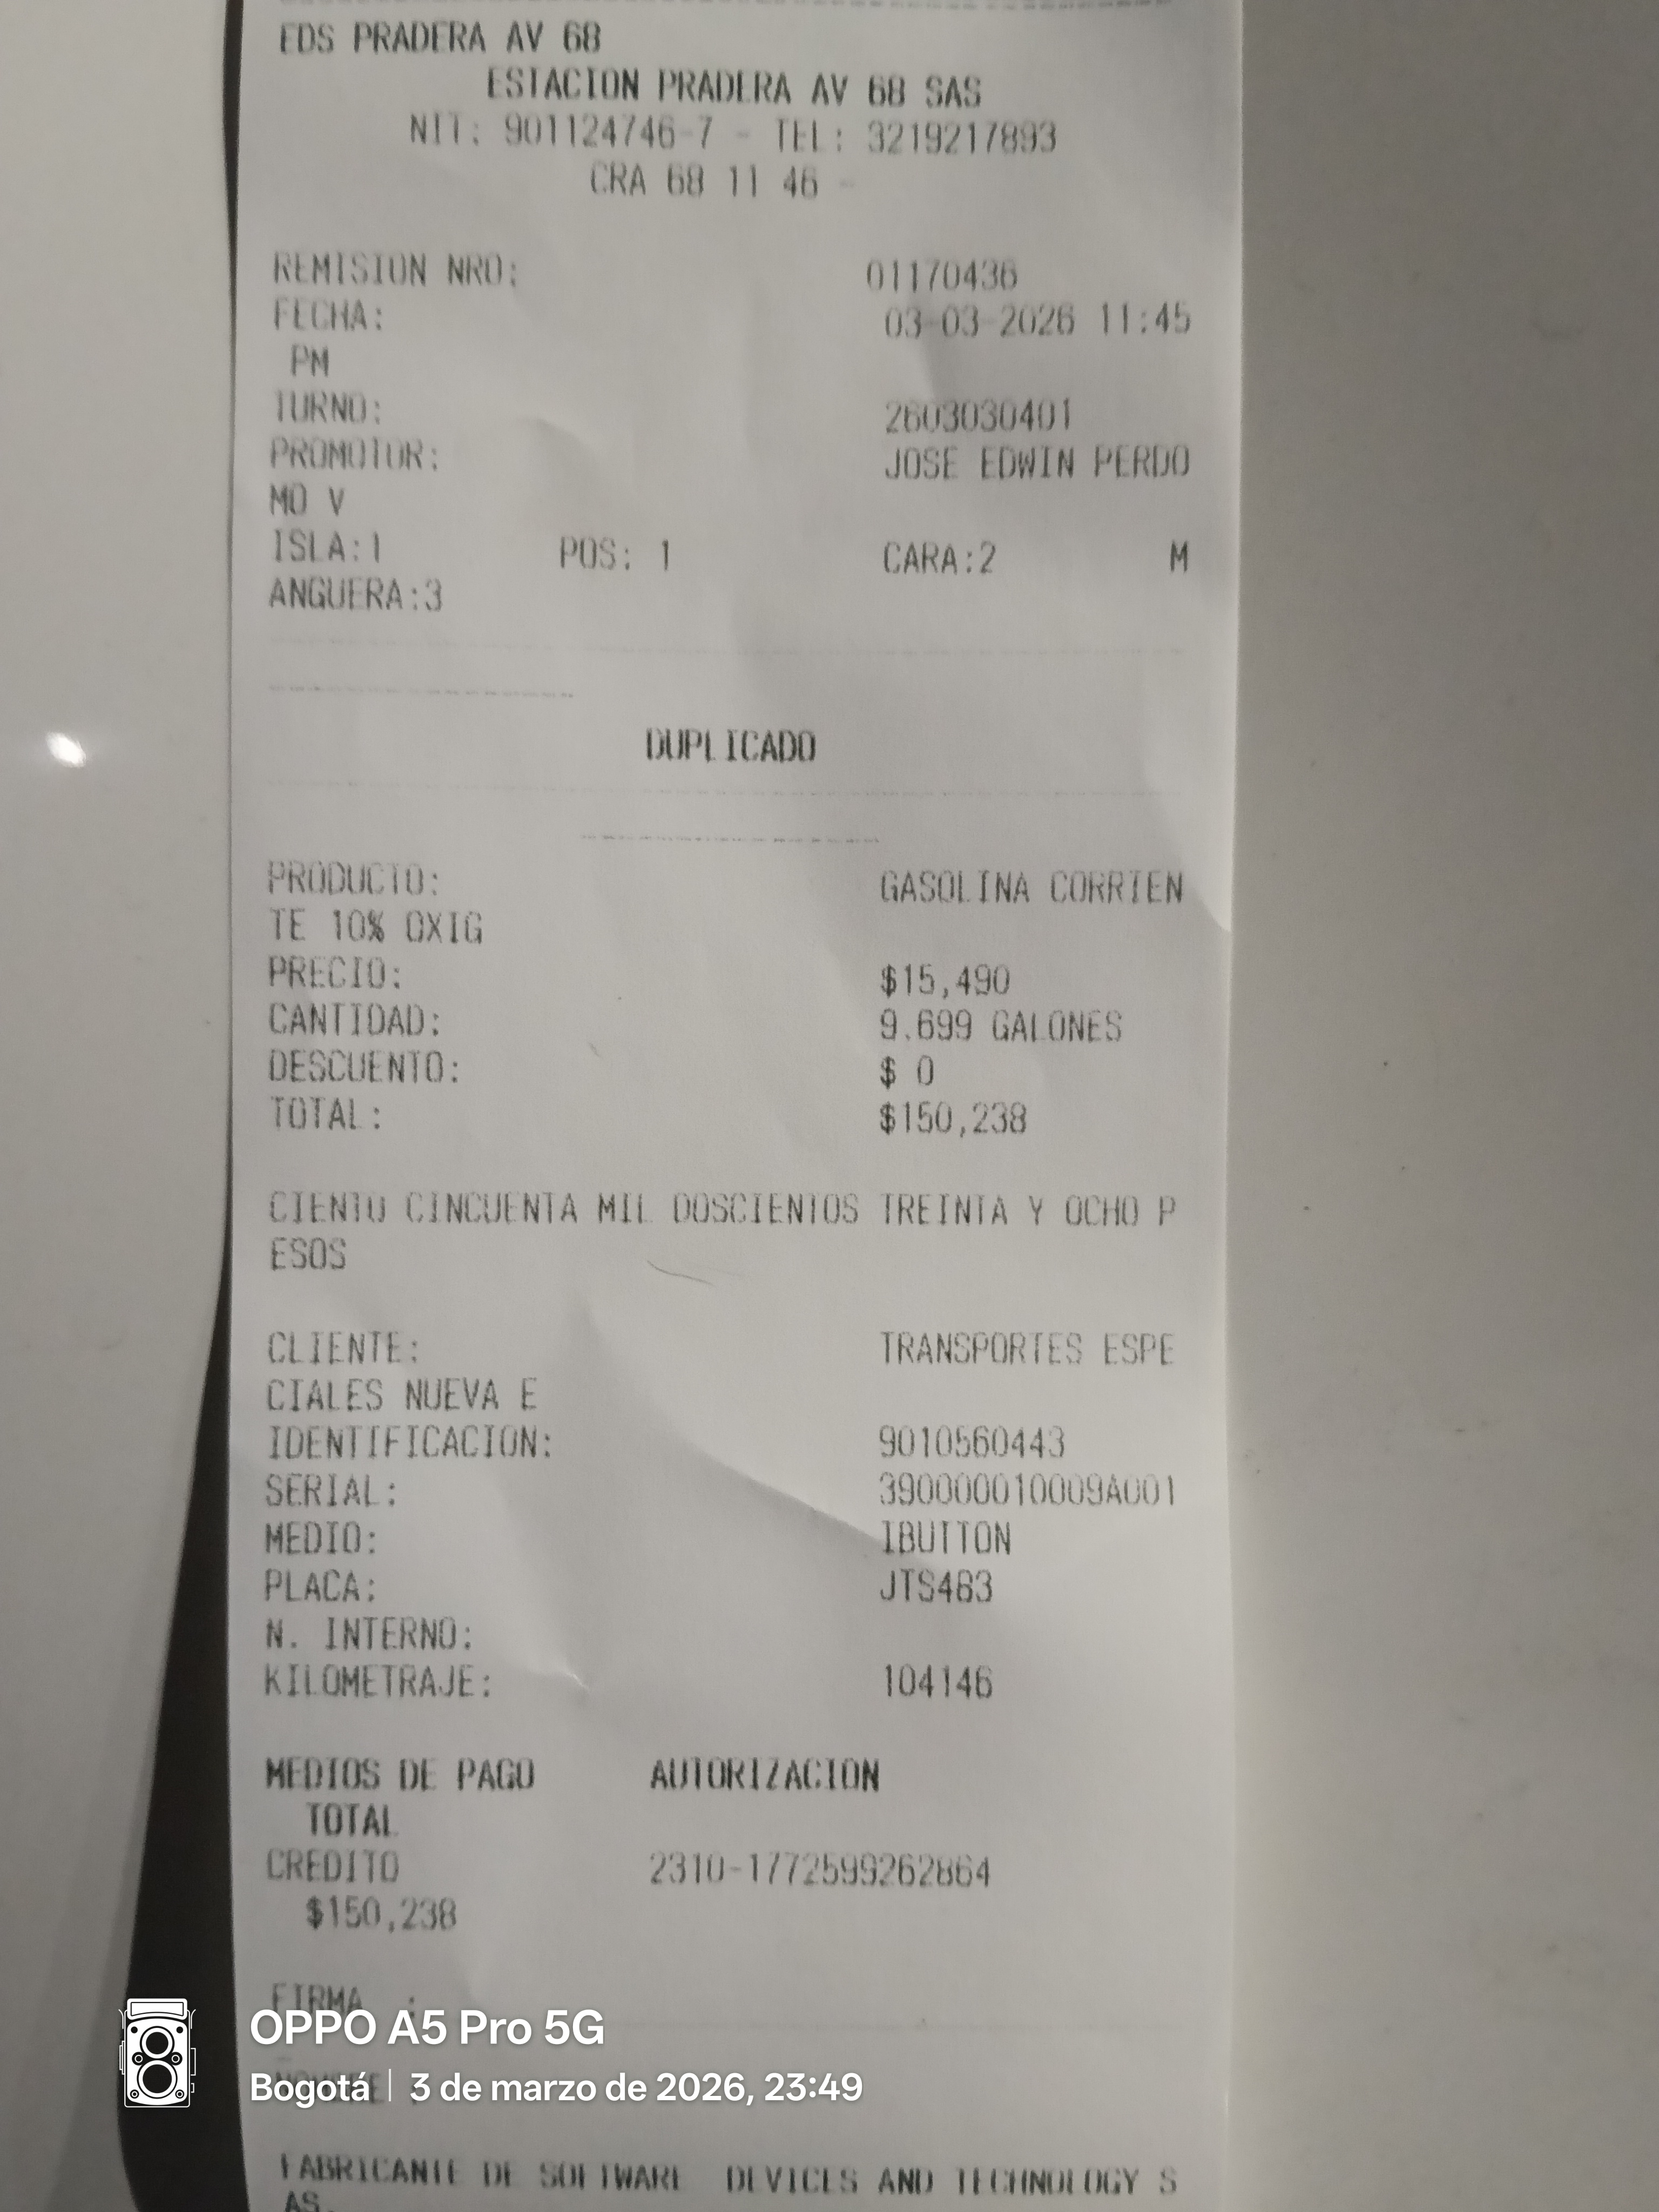 EDS PRADERA AV 68
ESTACION PRADERA AV 68 SAS
NIT: 901124746-7 - TEL: 3219217893
CRA 68 11 46 -
REMISION NRO: 01170436
FECHA: 03-03-2026 11:45
PM
TURNO: 2603030401
PROMOTOR: JOSE EDWIN PERDO
MO V
ISLA:1 POS: 1 CARA:2 M
ANGUERA:3
DUPLICADO
PRODUCTO: GASOLINA CORRIEN
TE 10% OXIG
PRECIO: $15,490
CANTIDAD: 9.699 GALONES
DESCUENTO: $ 0
TOTAL: $150,238
CIENTO CINCUENTA MIL DOSCIENTOS TREINTA Y OCHO P
ESOS
CLIENTE: TRANSPORTES ESPE
CIALES NUEVA E
IDENTIFICACION: 9010560443
SERIAL: 390000010009A001
MEDIO: IBUTTON
PLACA: JTS463
N. INTERNO:
KILOMETRAJE: 104146
MEDIOS DE PAGO AUTORIZACION
TOTAL
CREDITO 2310-1772599262864
$150,238
FIRMA :
OPPO A5 Pro 5G
Bogotá | 3 de marzo de 2026, 23:49
FABRICANTE DE SOFTWARE DEVICES AND TECHNOLOGY S
AS.